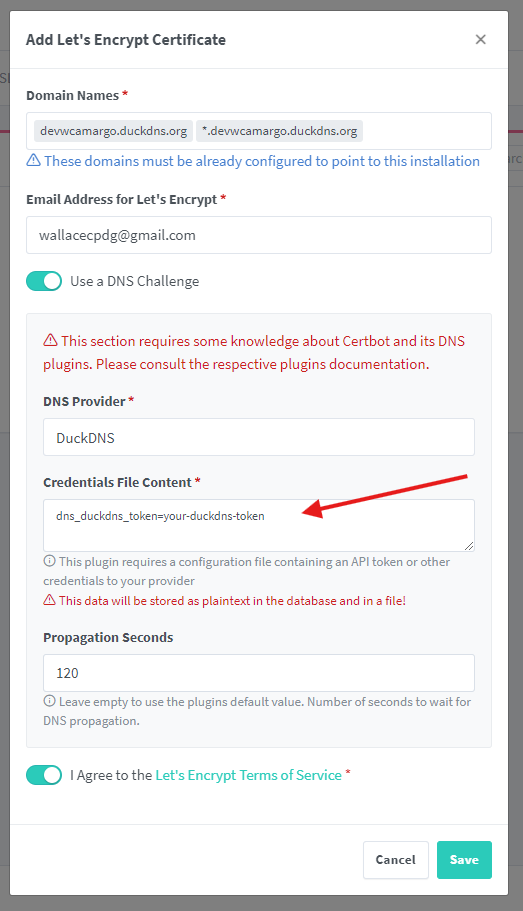 Add Let's Encrypt Certificate
Domain Names *
devwcamargo.duckdns.org *.devwcamargo.duckdns.org
These domains must be already configured to point to this installation
Email Address for Let's Encrypt *
wallacecpdg@gmail.com
Use a DNS Challenge
This section requires some knowledge about Certbot and its DNS
plugins. Please consult the respective plugins documentation.
DNS Provider *
DuckDNS
Credentials File Content *
dns_duckdns_token=your-duckdns-token
This plugin requires a configuration file containing an API token or other
credentials to your provider
This data will be stored as plaintext in the database and in a file!
Propagation Seconds
120
Leave empty to use the plugins default value. Number of seconds to wait for
DNS propagation.
I Agree to the Let's Encrypt Terms of Service *
Cancel Save